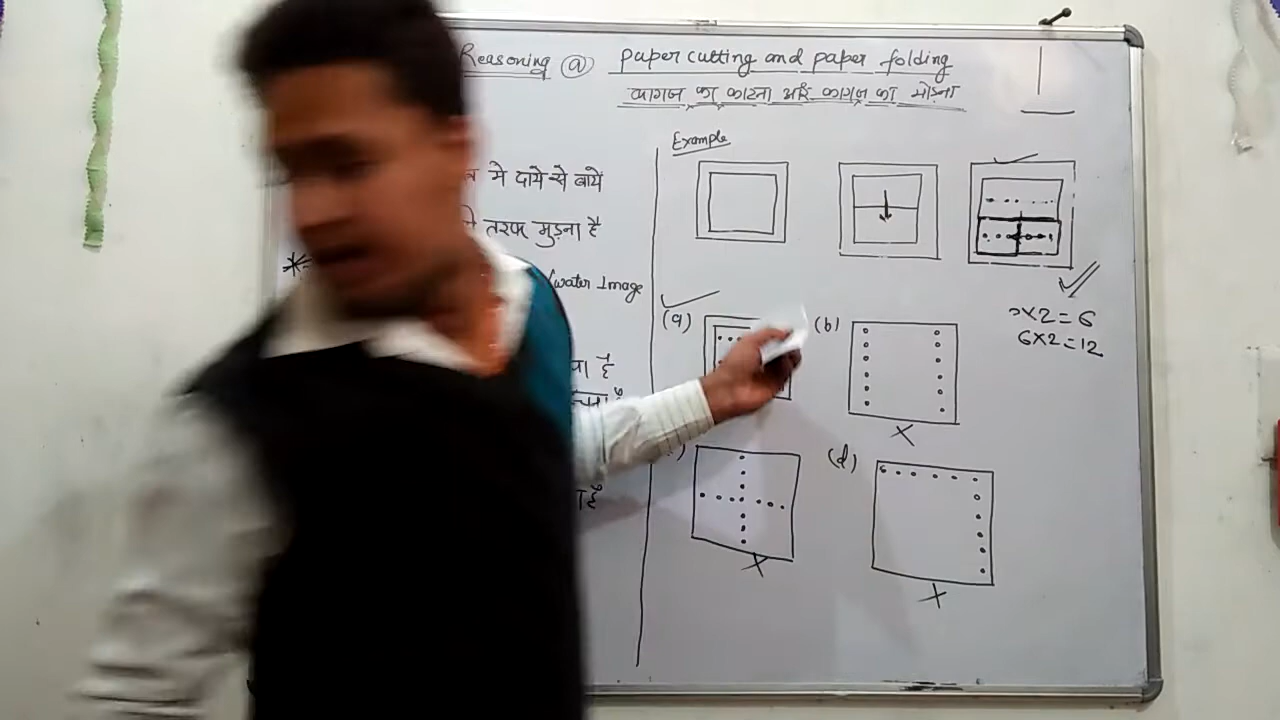 Reasoning @ paper cutting and paper folding
कागज का काटना और कागज का मोड़ना
Example
मे दाये से बाये
तरफ मुड़ना है
water Image
है
(a)
(b)
×2=6
6×2=12
(d)
है